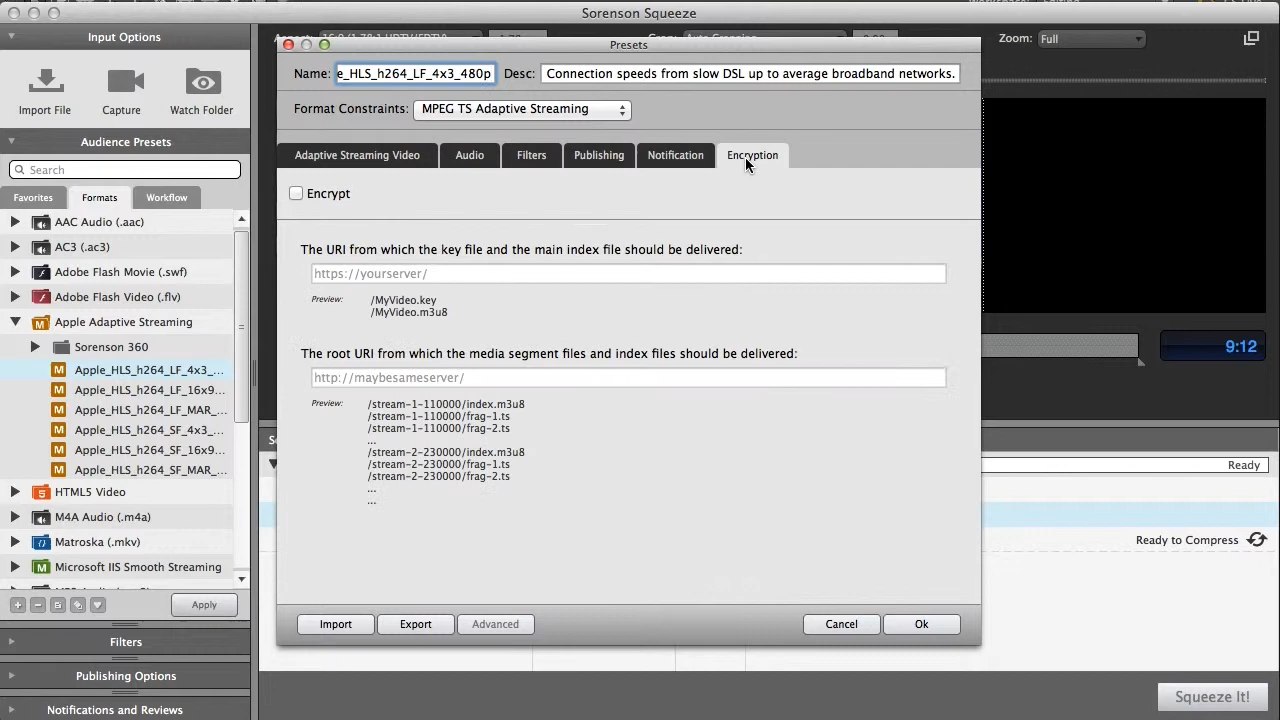 Sorenson Squeeze
Input Options
Import File
Capture
Watch Folder
Audience Presets
Search
Favorites
Formats
Workflow
AAC Audio (.aac)
AC3 (.ac3)
Adobe Flash Movie (.swf)
Adobe Flash Video (.flv)
Apple Adaptive Streaming
Sorenson 360
Apple_HLS_h264_LF_4x3_...
Apple_HLS_h264_LF_16x9...
Apple_HLS_h264_LF_MAR_...
Apple_HLS_h264_SF_4x3_...
Apple_HLS_h264_SF_16x9...
Apple_HLS_h264_SF_MAR_...
HTML5 Video
M4A Audio (.m4a)
Matroska (.mkv)
Microsoft IIS Smooth Streaming
Apply
Filters
Publishing Options
Notifications and Reviews
Zoom: Full
Presets
Name: e_HLS_h264_LF_4x3_480p Desc: Connection speeds from slow DSL up to average broadband networks.
Format Constraints: MPEG TS Adaptive Streaming
Adaptive Streaming Video
Audio
Filters
Publishing
Notification
Encryption
Encrypt
The URI from which the key file and the main index file should be delivered:
https://yourserver/
Preview: /MyVideo.key
/MyVideo.m3u8
The root URI from which the media segment files and index files should be delivered:
http://maybesameserver/
Preview: /stream-1-110000/index.m3u8
/stream-1-110000/frag-1.ts
/stream-1-110000/frag-2.ts
...
/stream-2-230000/index.m3u8
/stream-2-230000/frag-1.ts
/stream-2-230000/frag-2.ts
...
...
Import
Export
Advanced
Cancel
Ok
9:12
Ready
Ready to Compress
Squeeze It!